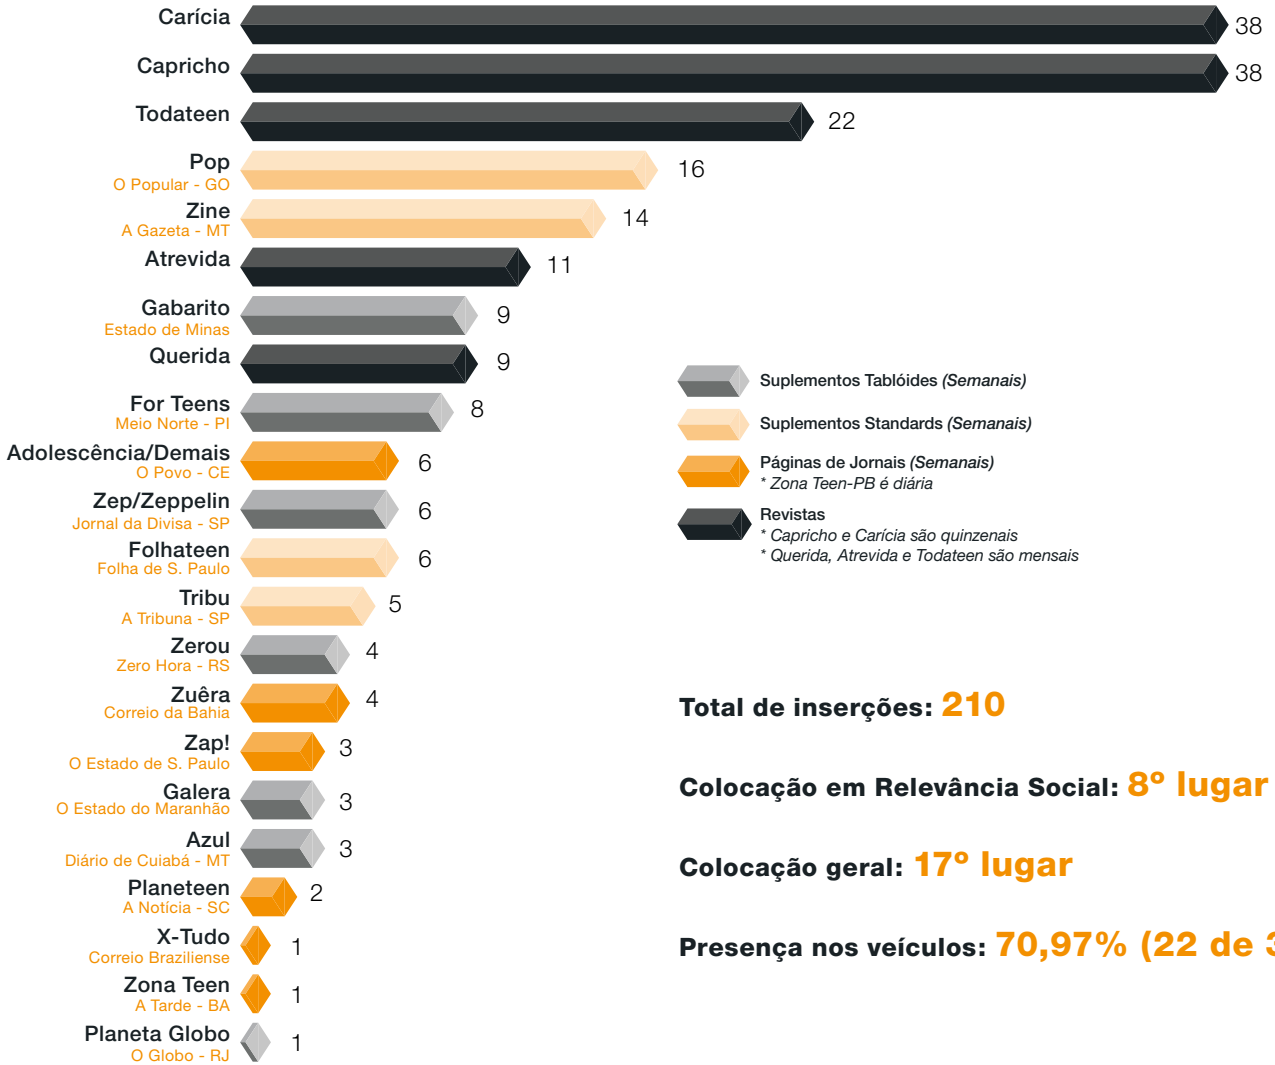 Carícia
38
Capricho
38
Todateen
22
Pop
O Popular - GO
16
Zine
A Gazeta - MT
14
Atrevida
11
Gabarito
Estado de Minas
9
Querida
9
For Teens
Meio Norte - PI
8
Adolescência/Demais
O Povo - CE
6
Zep/Zeppelin
Jornal da Divisa - SP
6
Folhateen
Folha de S. Paulo
6
Tribu
A Tribuna - SP
5
Zerou
Zero Hora - RS
4
Zuêra
Correio da Bahia
4
Zap!
O Estado de S. Paulo
3
Galera
O Estado do Maranhão
3
Azul
Diário de Cuiabá - MT
3
Planeteen
A Notícia - SC
2
X-Tudo
Correio Braziliense
1
Zona Teen
A Tarde - BA
1
Planeta Globo
O Globo - RJ
1
Suplementos Tablóides (Semanais)
Suplementos Standards (Semanais)
Páginas de Jornais (Semanais)
* Zona Teen-PB é diária
Revistas
* Capricho e Carícia são quinzenais
* Querida, Atrevida e Todateen são mensais
Total de inserções: 210
Colocação em Relevância Social: 8º lugar
Colocação geral: 17º lugar
Presença nos veículos: 70,97% (22 de